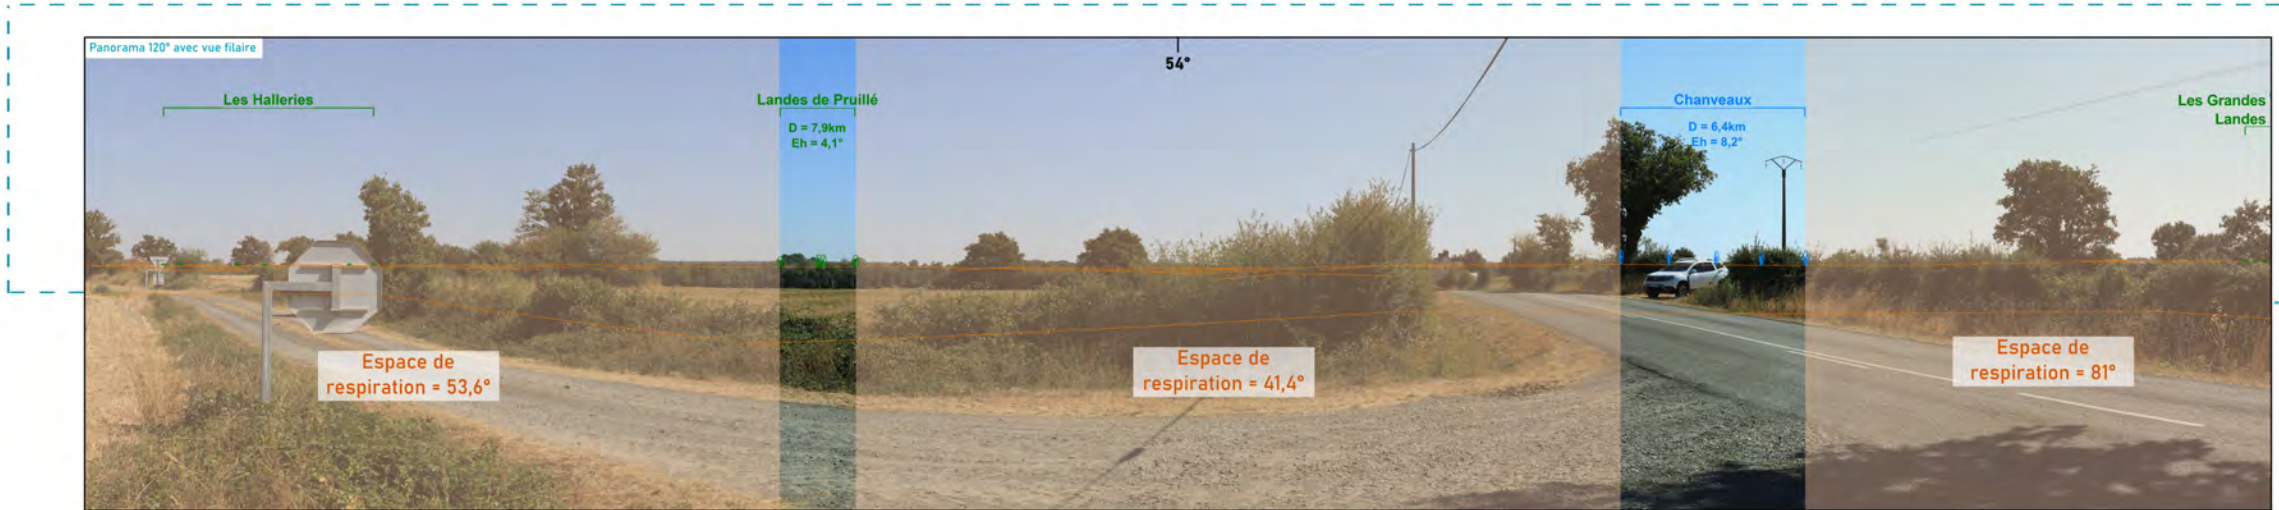 Panorama 120° avec vue filaire
54°
Les Halleries
Landes de Pruillé
D = 7,9km
Eh = 4,1°
Chanveaux
D = 6,4km
Eh = 8,2°
Les Grandes
Landes
Espace de
respiration = 53,6°
Espace de
respiration = 41,4°
Espace de
respiration = 81°